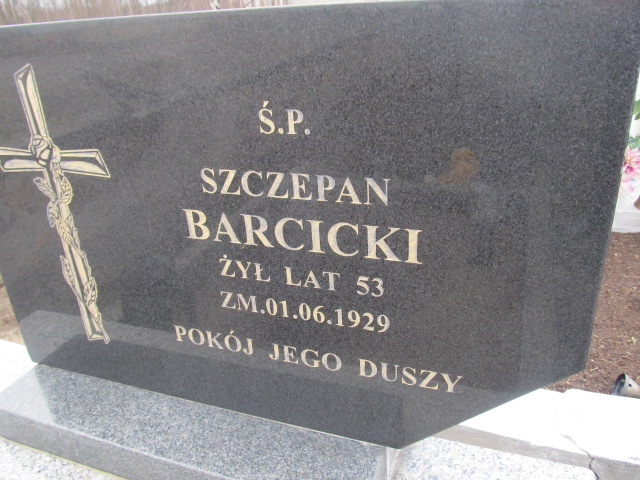 Ś.P.
SZCZEPAN
BARCICKI
ŻYŁ LAT 53
ZM.01.06.1929
POKÓJ JEGO DUSZY